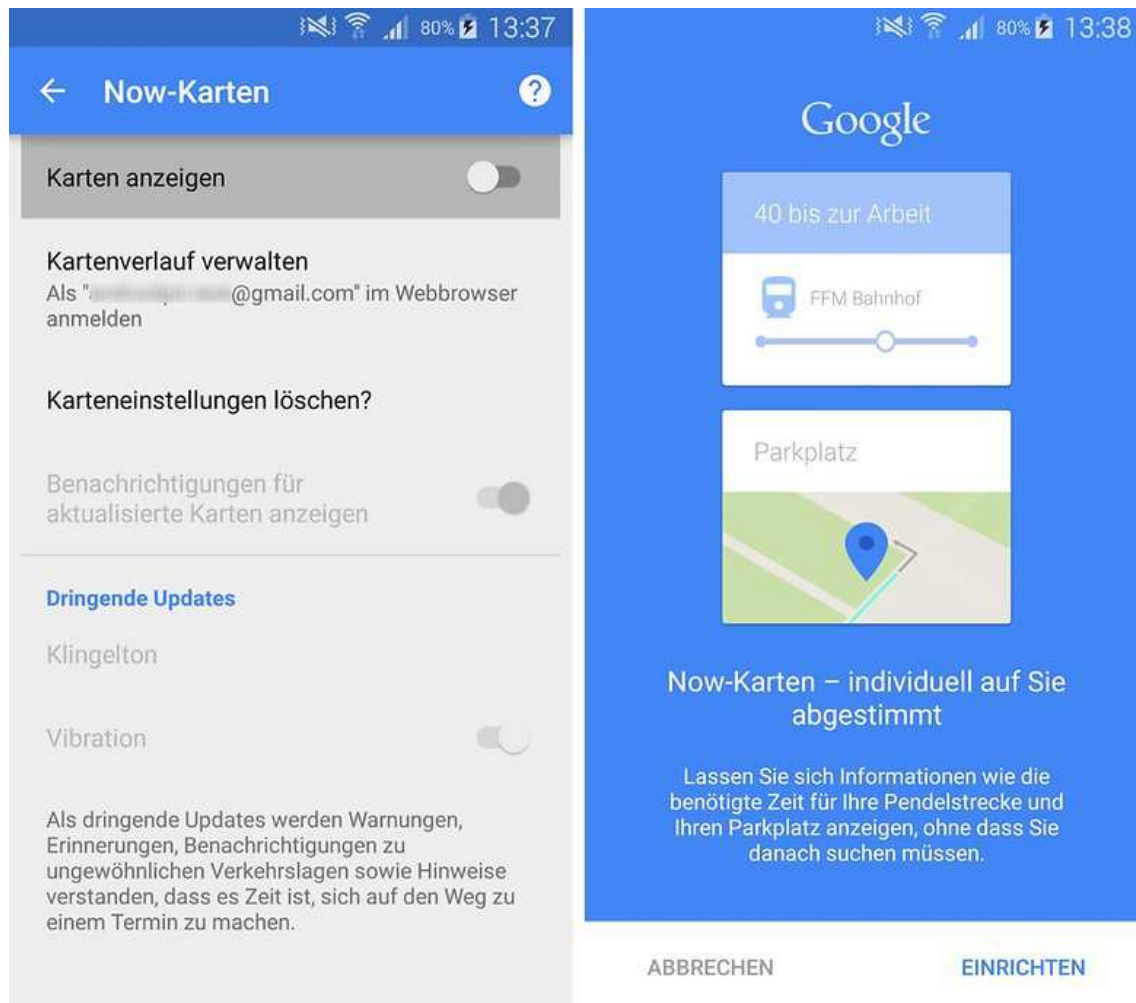 80% 13:37
Now-Karten
?
Karten anzeigen
Kartenverlauf verwalten
Als "@gmail.com" im Webbrowser
anmelden
Karteneinstellungen löschen?
Benachrichtigungen für
aktualisierte Karten anzeigen
Dringende Updates
Klingelton
Vibration
Als dringende Updates werden Warnungen,
Erinnerungen, Benachrichtigungen zu
ungewöhnlichen Verkehrslagen sowie Hinweise
verstanden, dass es Zeit ist, sich auf den Weg zu
einem Termin zu machen.
80% 13:38
Google
40 bis zur Arbeit
FFM Bahnhof
Parkplatz
Now-Karten – individuell auf Sie
abgestimmt
Lassen Sie sich Informationen wie die
benötigte Zeit für Ihre Pendelstrecke und
Ihren Parkplatz anzeigen, ohne dass Sie
danach suchen müssen.
ABBRECHEN
EINRICHTEN